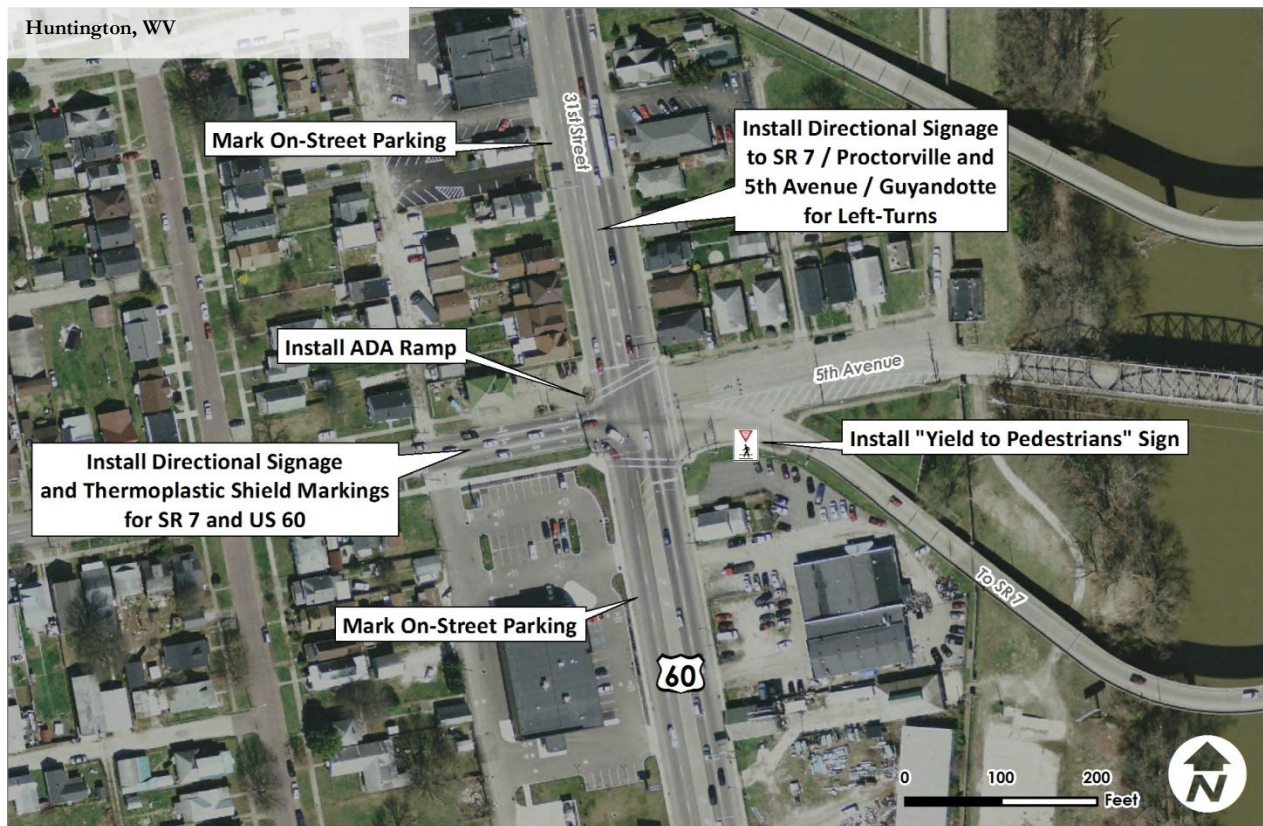 Huntington, WV
Mark On-Street Parking
31st Street
Install Directional Signage
to SR 7 / Proctorville and
5th Avenue / Guyandotte
for Left-Turns
Install ADA Ramp
5th Avenue
Install "Yield to Pedestrians" Sign
Install Directional Signage
and Thermoplastic Shield Markings
for SR 7 and US 60
To SR 7
Mark On-Street Parking
60
0 100 200
Feet
N